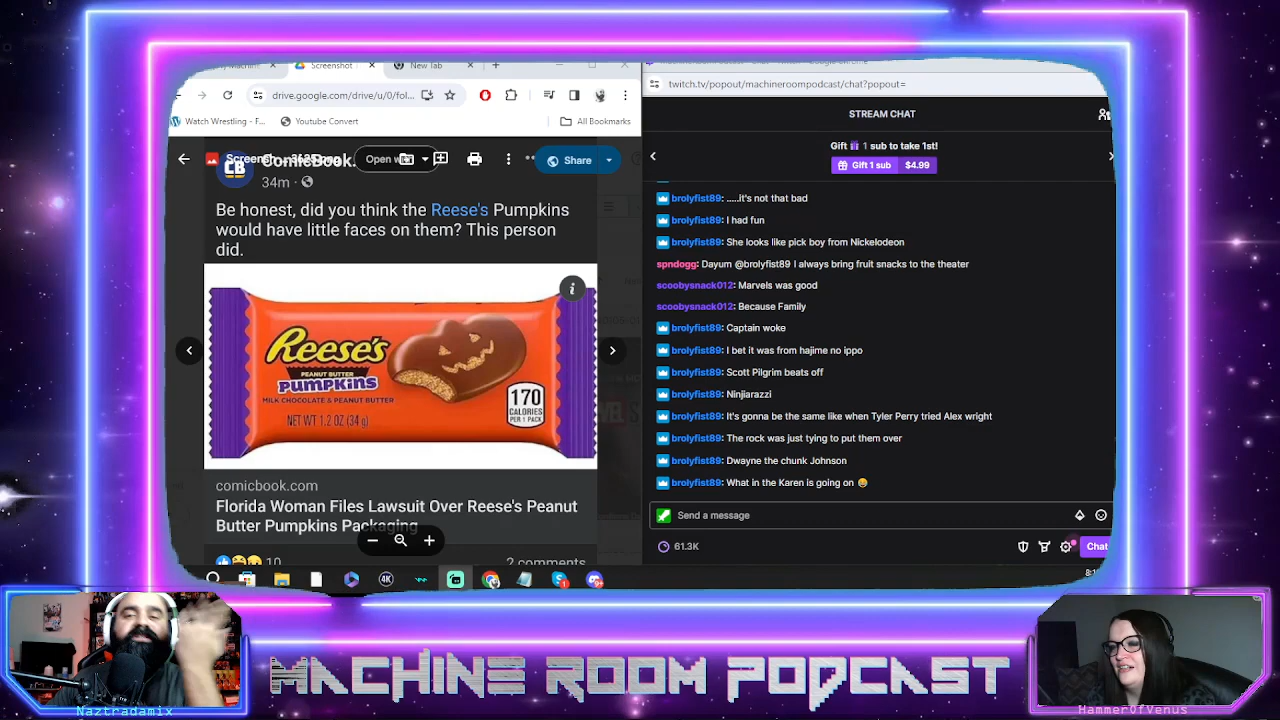 Screenshot
New Tab
drive.google.com/drive/u/0/fol...
Watch Wrestling - F...
Youtube Convert
All Bookmarks
ComicBook.
Open
Share
CB
34m
Be honest, did you think the Reese's Pumpkins
would have little faces on them? This person
did.
Reese's
PEANUT BUTTER
PUMPKINS
MILK CHOCOLATE & PEANUT BUTTER
NET WT 1.2 OZ (34 g)
170
CALORIES
PER 1 PACK
comicbook.com
Florida Woman Files Lawsuit Over Reese's Peanut
Butter Pumpkins Packaging
10
2 comments
twitch.tv/popout/machineroompodcast/chat?popout=
STREAM CHAT
Gift 1 sub to take 1st!
Gift 1 sub $4.99
brolyfist89: .....It's not that bad
brolyfist89: I had fun
brolyfist89: She looks like pick boy from Nickelodeon
spndogg: Dayum @brolyfist89 I always bring fruit snacks to the theater
scoobysnack012: Marvels was good
scoobysnack012: Because Family
brolyfist89: Captain woke
brolyfist89: I bet it was from hajime no ippo
brolyfist89: Scott Pilgrim beats off
brolyfist89: Ninjiarazzi
brolyfist89: It's gonna be the same like when Tyler Perry tried Alex wright
brolyfist89: The rock was just tying to put them over
brolyfist89: Dwayne the chunk Johnson
brolyfist89: What in the Karen is going on 😄
Send a message
61.3K
Chat
4K
MACHINE ROOM PODCAST
Naztradamix
HammerOfVenus